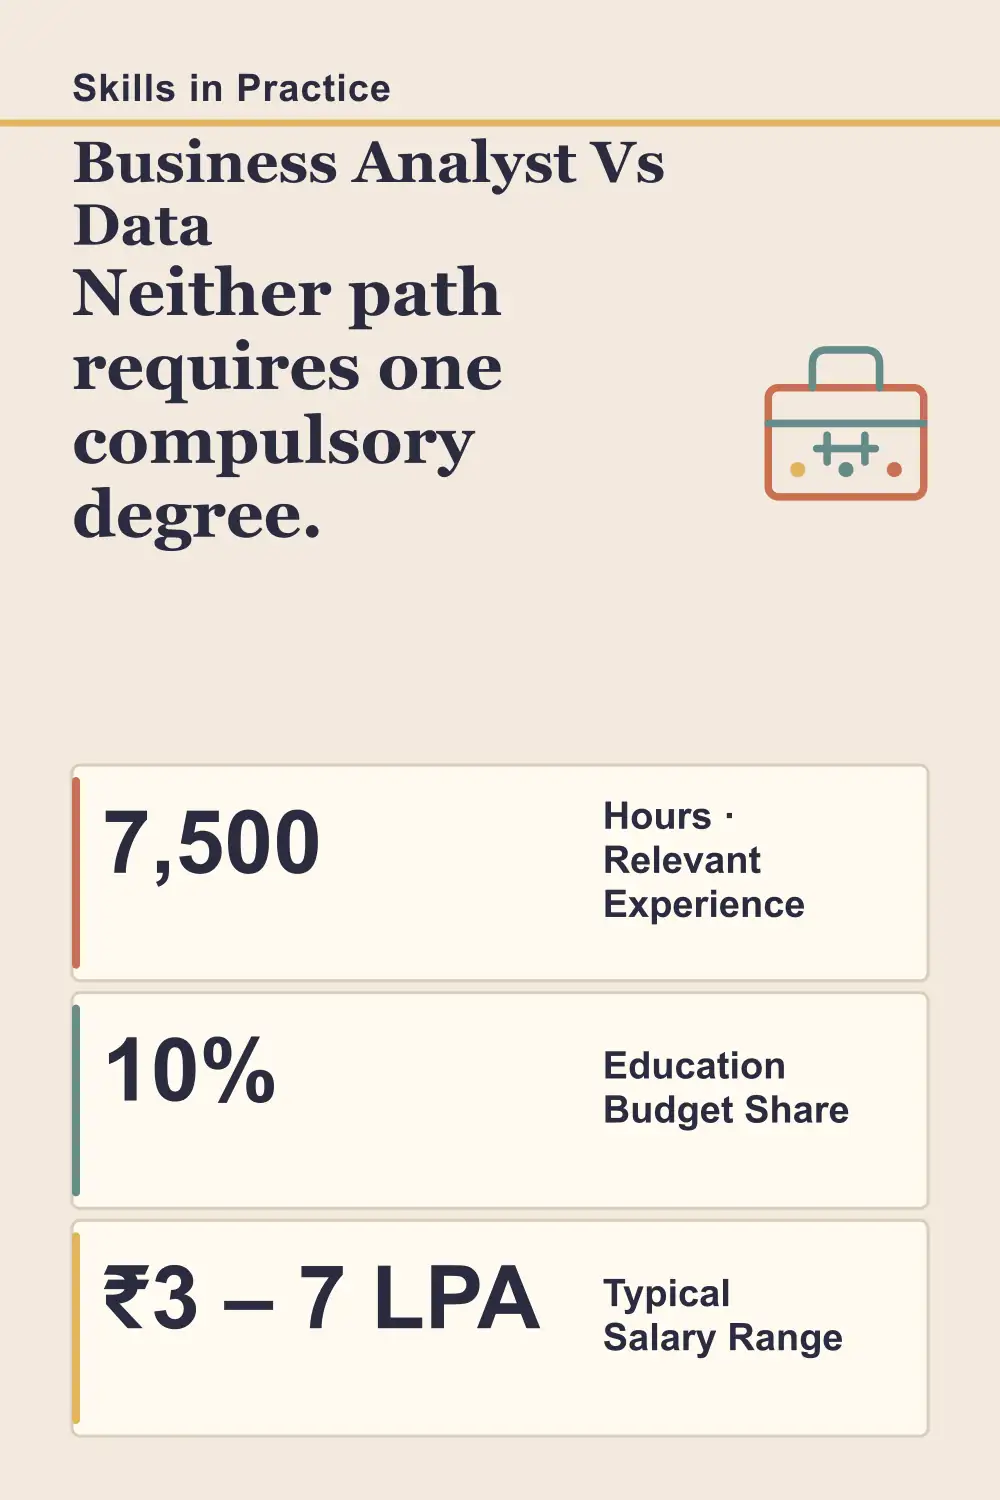 Skills in Practice
Business Analyst Vs
Data
Neither path
requires one
compulsory
degree.
7,500
Hours ·
Relevant
Experience
10%
Education
Budget Share
₹3 – 7 LPA
Typical
Salary Range